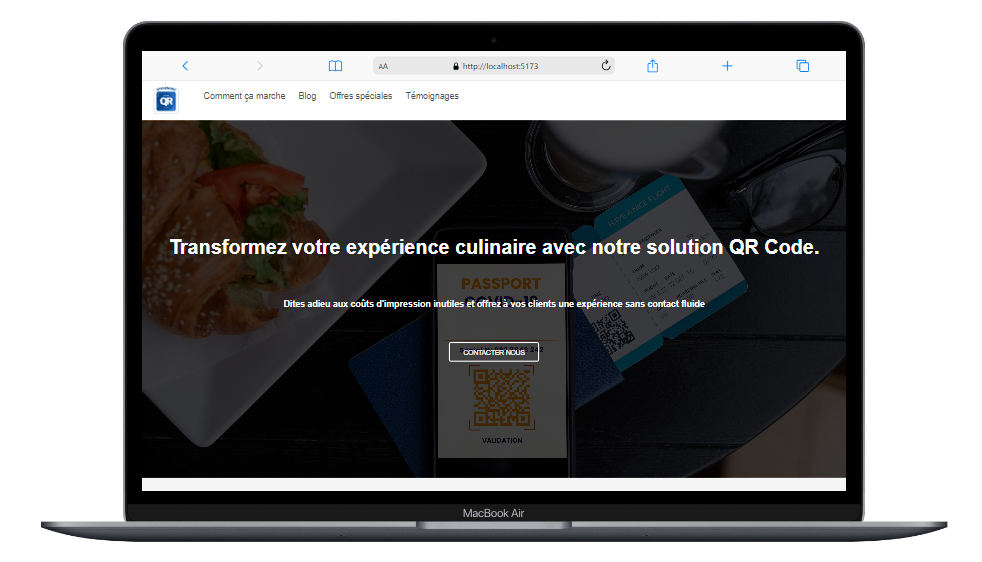 AA
http://localhost:5173
QR
Comment ça marche
Blog
Offres spéciales
Témoignages
HAVE A NICE FLIGHT
Transformez votre expérience culinaire avec notre solution QR Code.
PASSPORT
COVID-19
Dites adieu aux coûts d'impression inutiles et offrez à vos clients une expérience sans contact fluide
CONTACTER NOUS
VALIDATION
MacBook Air